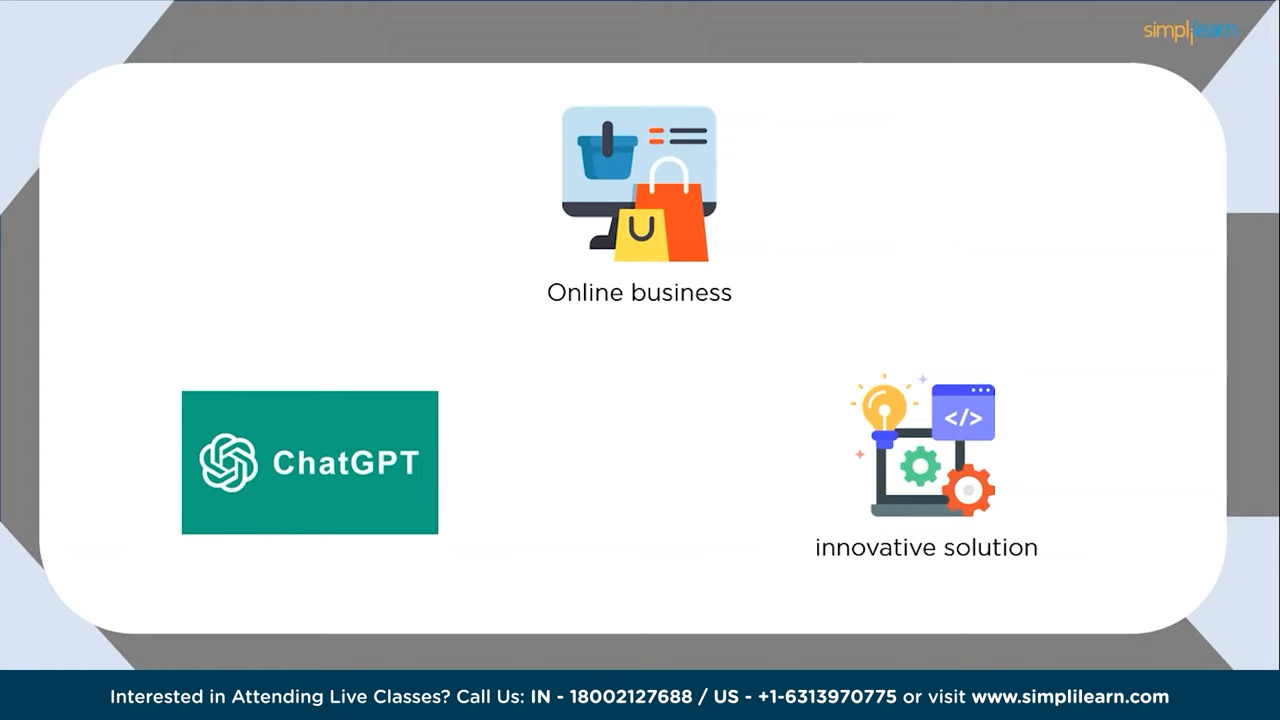 simplilearn
Online business
ChatGPT
</>
innovative solution
Interested in Attending Live Classes? Call Us: IN - 18002127688 / US - +1-6313970775 or visit www.simplilearn.com